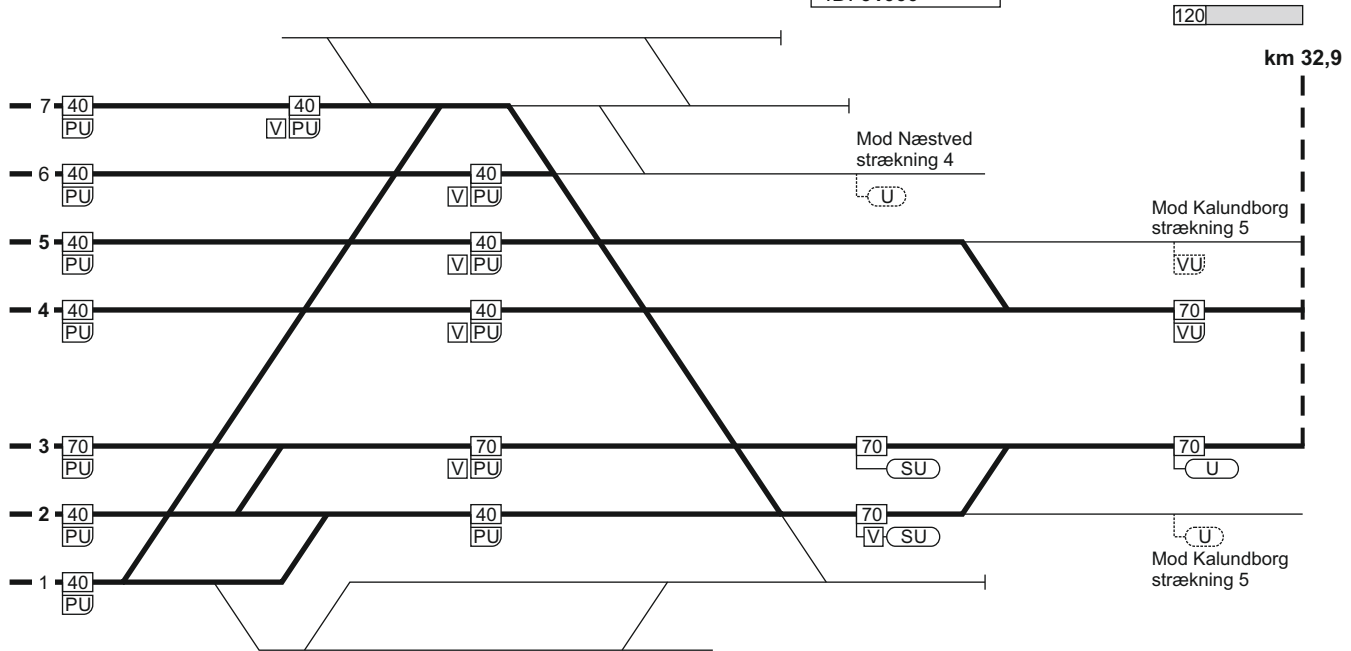 120
km 32,9
7 40 40
PU V PU
Mod Næstved
strækning 4
6 40 40
PU V PU U
Mod Kalundborg
strækning 5
5 40 40
PU V PU VU
4 40 40 70
PU V PU VU
3 70 70 70 70
PU V PU SU U
2 40 40 70
PU PU V SU U
Mod Kalundborg
strækning 5
1 40
PU